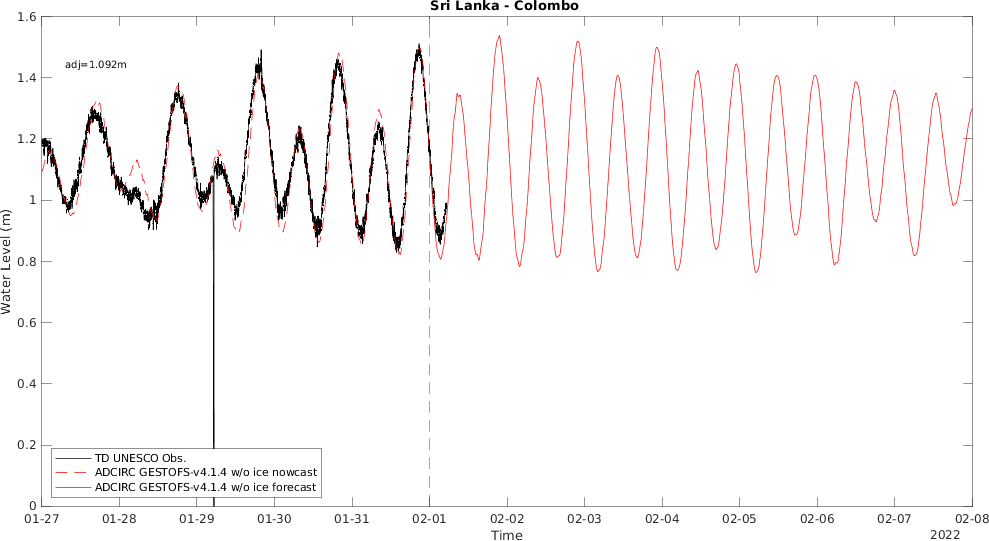 Sri Lanka - Colombo
1.6
adj=1.092m
1.4
1.2
1
0.8
0.6
0.4
0.2
0
Water Level (m)
TD UNESCO Obs.
ADCIRC GESTOFS-v4.1.4 w/o ice nowcast
ADCIRC GESTOFS-v4.1.4 w/o ice forecast
01-27 01-28 01-29 01-30 01-31 02-01 02-02 02-03 02-04 02-05 02-06 02-07 02-08
Time
2022